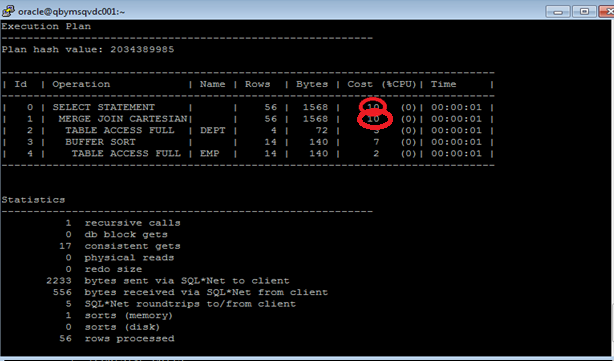 oracle@qbymsqvdc001:~
Execution Plan
----------------------------------------------------------
Plan hash value: 2034389985
---------------------------------------------------------------------------
| Id | Operation | Name | Rows | Bytes | Cost (%CPU)| Time |
---------------------------------------------------------------------------
| 0 | SELECT STATEMENT | | 56 | 1568 | 10 (0)| 00:00:01 |
| 1 | MERGE JOIN CARTESIAN| | 56 | 1568 | 10 (0)| 00:00:01 |
| 2 | TABLE ACCESS FULL | DEPT | 4 | 72 | 3 (0)| 00:00:01 |
| 3 | BUFFER SORT | | 14 | 140 | 7 (0)| 00:00:01 |
| 4 | TABLE ACCESS FULL | EMP | 14 | 140 | 2 (0)| 00:00:01 |
---------------------------------------------------------------------------
Statistics
----------------------------------------------------------
1 recursive calls
0 db block gets
17 consistent gets
0 physical reads
0 redo size
2233 bytes sent via SQL*Net to client
556 bytes received via SQL*Net from client
5 SQL*Net roundtrips to/from client
1 sorts (memory)
0 sorts (disk)
56 rows processed